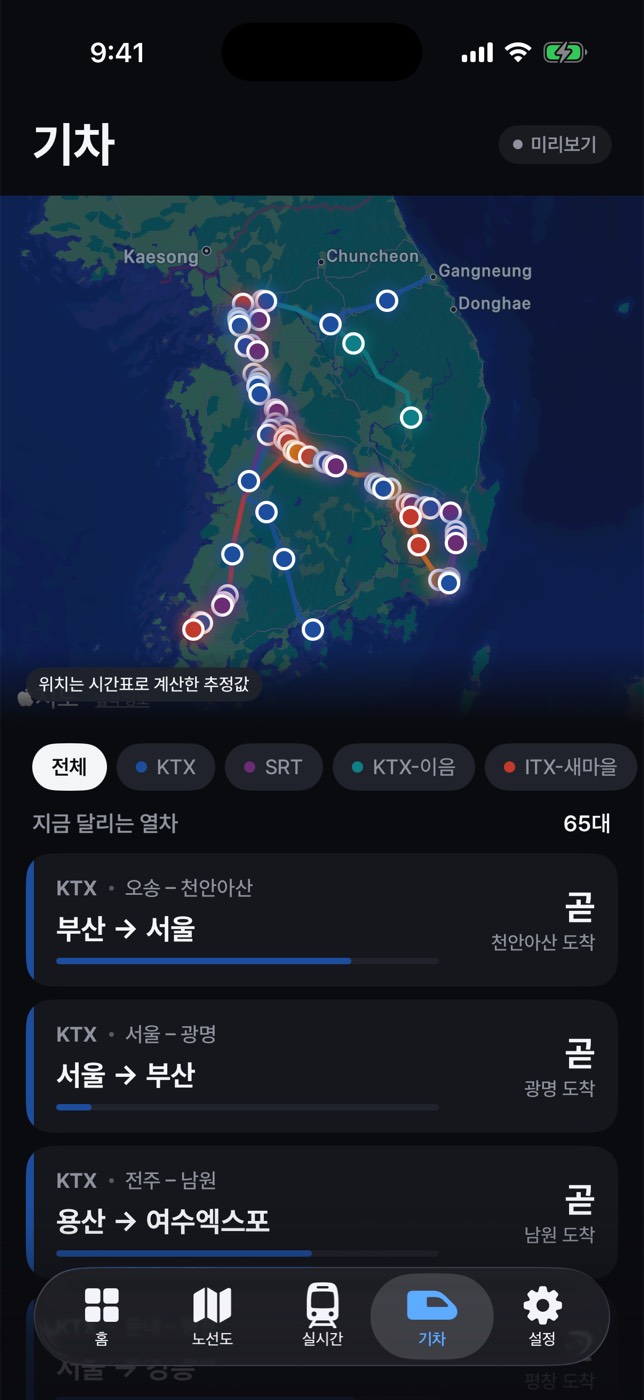 9:41
기차
미리보기
Kaesong
Chuncheon
Gangneung
Donghae
위치는 시간표로 계산한 추정값
전체
KTX
SRT
KTX-이음
ITX-새마을
지금 달리는 열차
65대
KTX • 오송 – 천안아산
부산 → 서울
곧
천안아산 도착
KTX • 서울 – 광명
서울 → 부산
곧
광명 도착
KTX • 전주 – 남원
용산 → 여수엑스포
곧
남원 도착
서울 → 강릉
평창 도착
홈
노선도
실시간
기차
설정